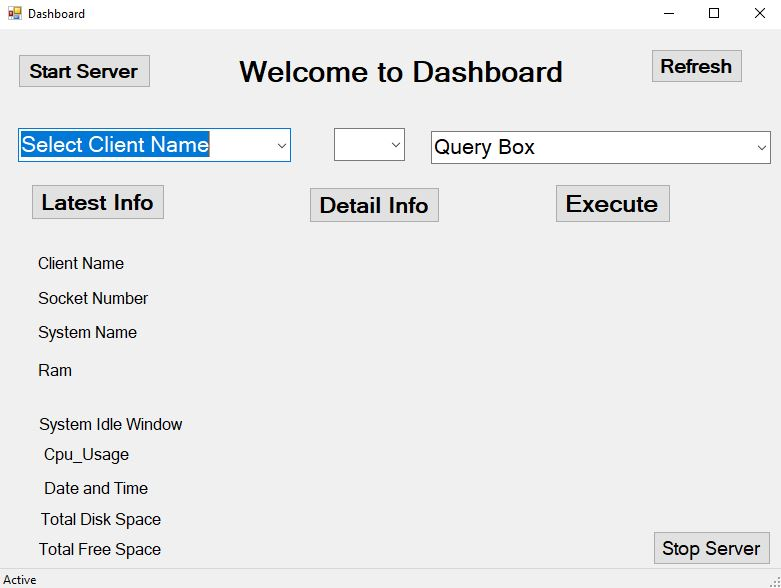 Dashboard
Start Server
Welcome to Dashboard
Refresh
Select Client Name
Query Box
Latest Info
Detail Info
Execute
Client Name
Socket Number
System Name
Ram
System Idle Window
Cpu_Usage
Date and Time
Total Disk Space
Total Free Space
Stop Server
Active